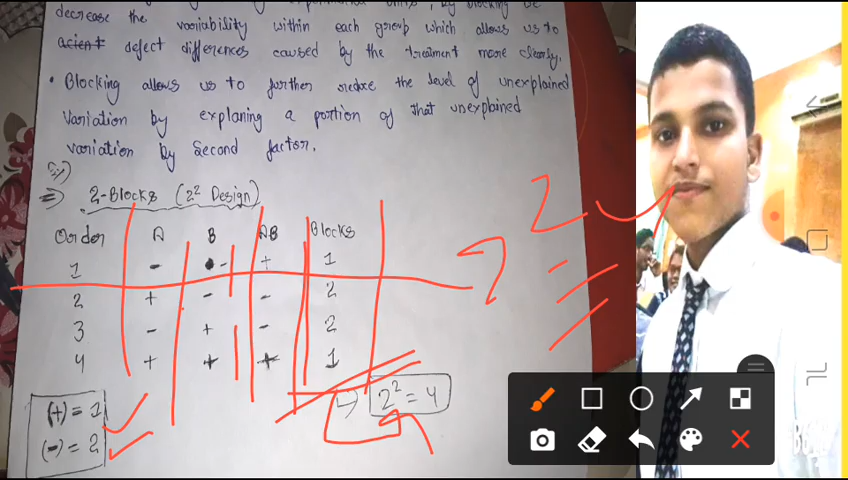 decrease the variability within each group which allows us to
detect differences caused by the treatment more clearly.
• Blocking allows us to further reduce the level of unexplained
variation by explaning a portion of that unexplained
variation by second factor.
⇒ 2-Blocks (2² Design)
Order A B AB Blocks
1 - - + 1
2 + - - 2
3 - + - 2
4 + + + 1
(+) = 1
(-) = 2
↳ 2² = 4
2